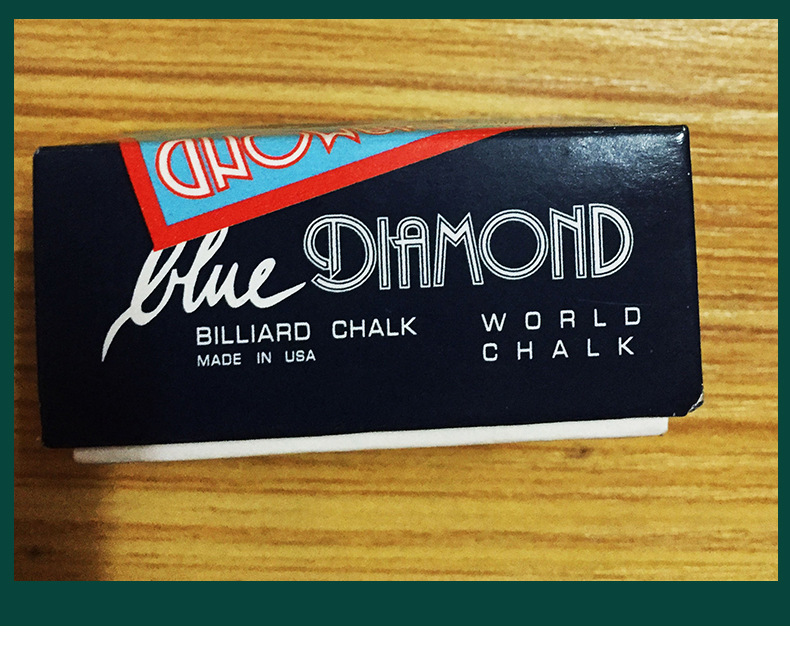 blue DIAMOND
BILLIARD CHALK
MADE IN USA
WORLD
CHALK